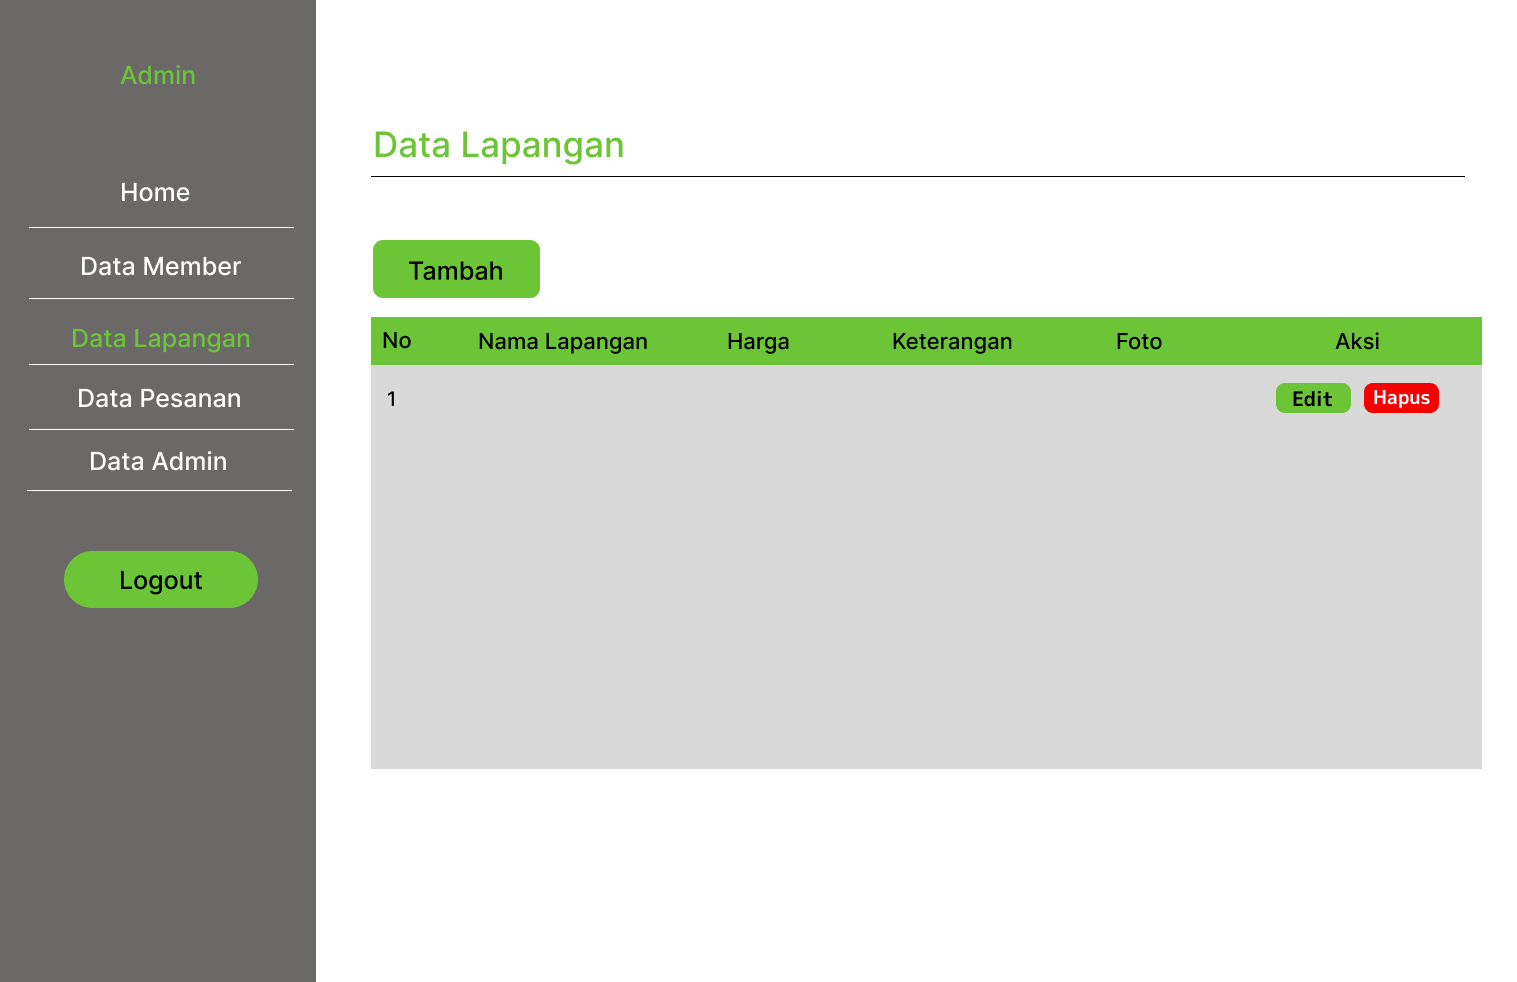 Admin
Home
Data Member
Data Lapangan
Data Pesanan
Data Admin
Logout
Data Lapangan
Tambah
No Nama Lapangan Harga Keterangan Foto Aksi
1 Edit Hapus